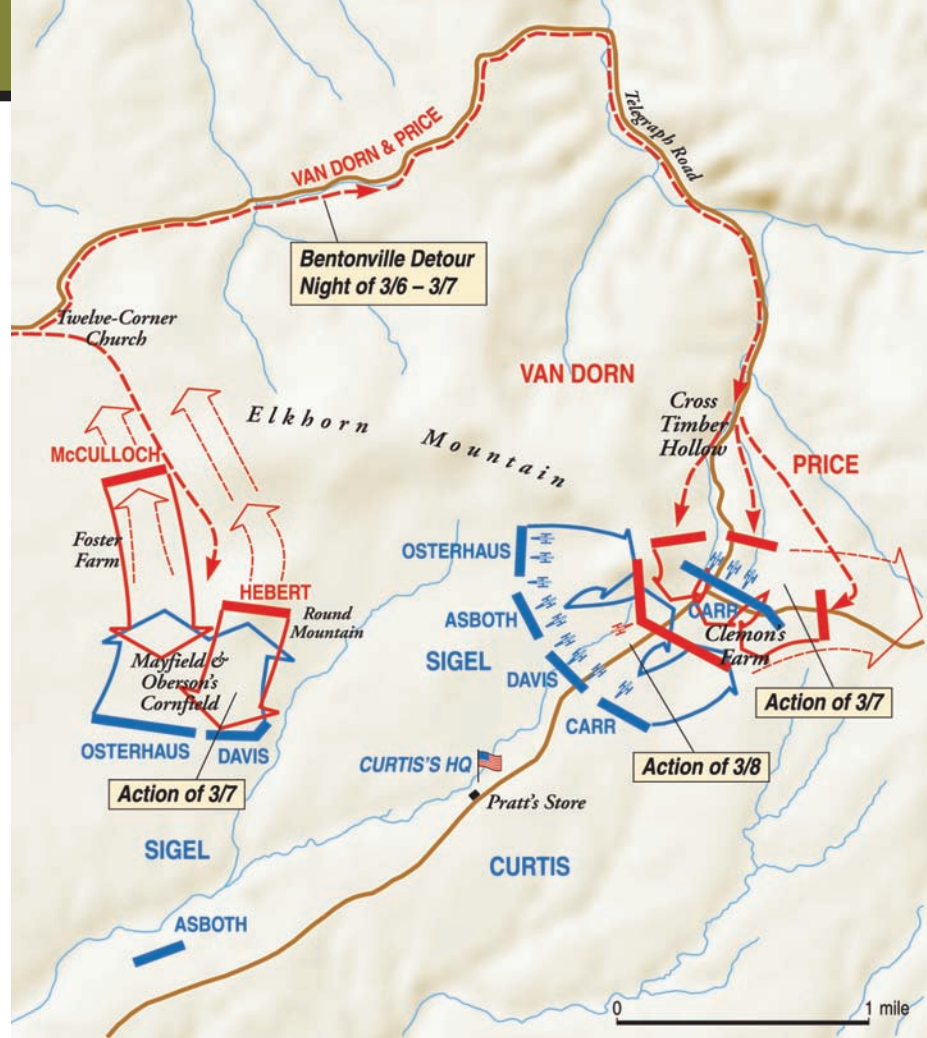 VAN DORN & PRICE
Telegraph Road
Bentonville Detour
Night of 3/6 – 3/7
Twelve-Corner
Church
VAN DORN
Elkhorn Mountain
Cross
Timber
Hollow
McCULLOCH
PRICE
Foster
Farm
OSTERHAUS
HEBERT
Round
Mountain
ASBOTH
CARR
Clemon's
Farm
Mayfield &
Oberson's
Cornfield
SIGEL
DAVIS
Action of 3/7
OSTERHAUS
DAVIS
CARR
CURTIS'S HQ
Action of 3/8
Action of 3/7
Pratt's Store
SIGEL
CURTIS
ASBOTH
0 1 mile